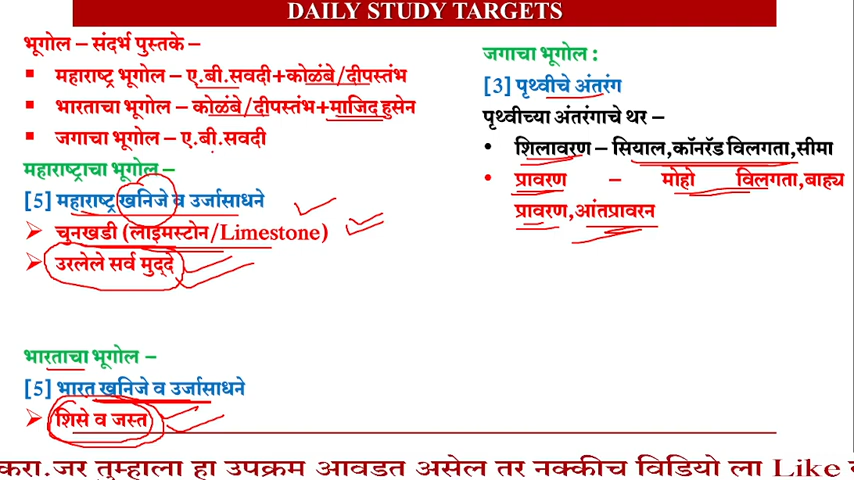 DAILY STUDY TARGETS
भूगोल – संदर्भ पुस्तके –
▪ महाराष्ट्र भूगोल – ए.बी.सवदी+कोळंबे/दीपस्तंभ
▪ भारताचा भूगोल – कोळंबे/दीपस्तंभ+माजिद हुसेन
▪ जगाचा भूगोल – ए.बी.सवदी
महाराष्ट्राचा भूगोल –
[5] महाराष्ट्र खनिजे व उर्जासाधने
➢ चुनखडी (लाईमस्टोन/Limestone)
➢ उरलेले सर्व मुद्दे
भारताचा भूगोल –
[5] भारत खनिजे व उर्जासाधने
➢ शिसे व जस्त
जगाचा भूगोल :
[3] पृथ्वीचे अंतरंग
पृथ्वीच्या अंतरंगाचे थर –
• शिलावरण – सियाल,कॉनरॅड विलगता,सीमा
• प्रावरण – मोहो विलगता,बाह्य
प्रावरण,आंतप्रावरन
करा.जर तुम्हाला हा उपक्रम आवडत असेल तर नक्कीच विडियो ला Like